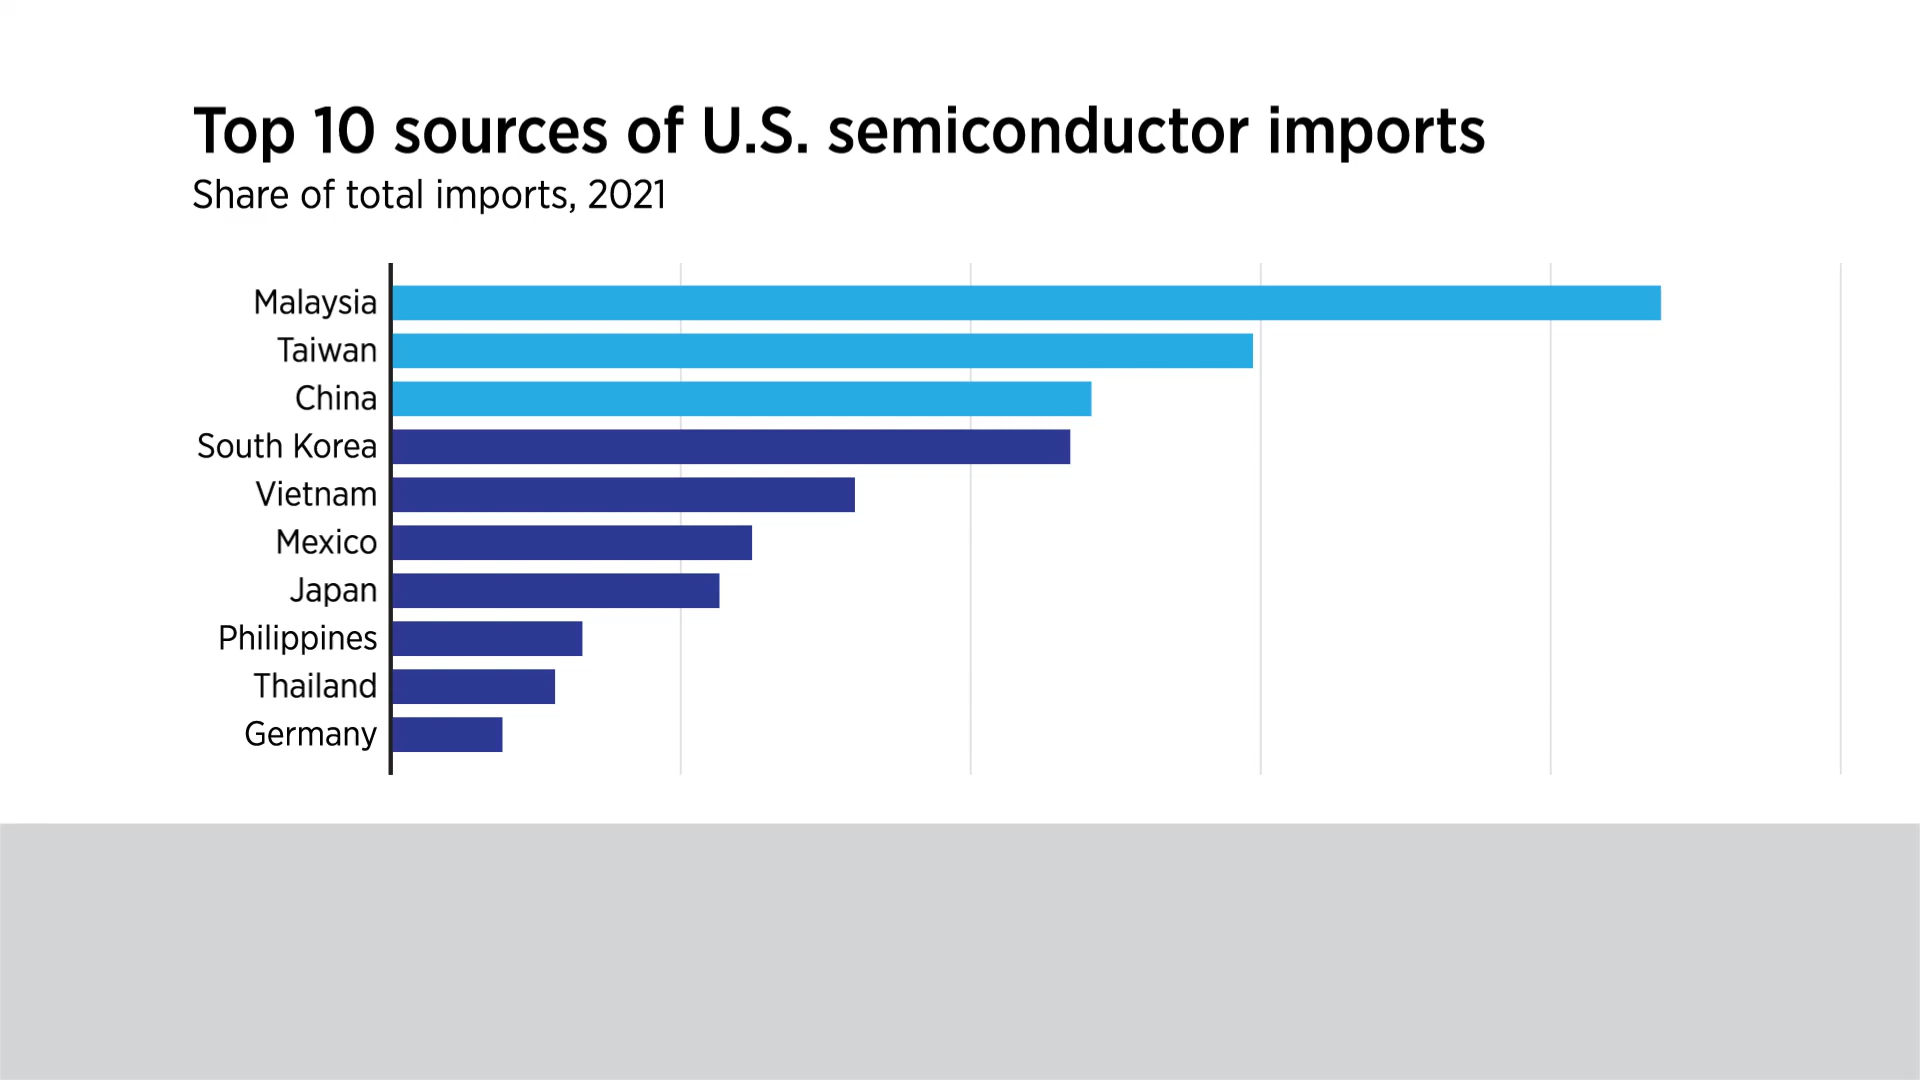 Top 10 sources of U.S. semiconductor imports
Share of total imports, 2021
Malaysia
Taiwan
China
South Korea
Vietnam
Mexico
Japan
Philippines
Thailand
Germany